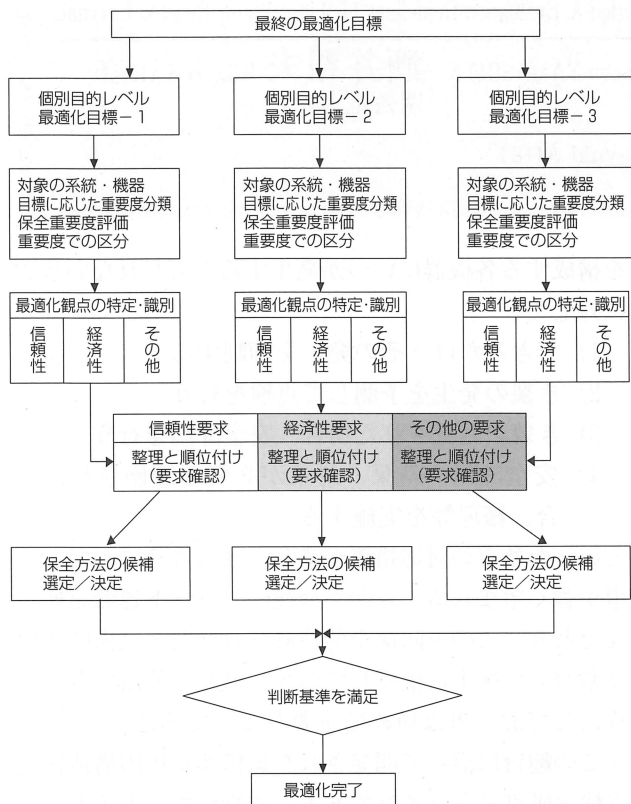 最終の最適化目標
個別目的レベル
最適化目標－1
個別目的レベル
最適化目標－2
個別目的レベル
最適化目標－3
対象の系統・機器
目標に応じた重要度分類
保全重要度評価
重要度での区分
対象の系統・機器
目標に応じた重要度分類
保全重要度評価
重要度での区分
対象の系統・機器
目標に応じた重要度分類
保全重要度評価
重要度での区分
最適化観点の特定・識別
信頼性
経済性
その他
最適化観点の特定・識別
信頼性
経済性
その他
最適化観点の特定・識別
信頼性
経済性
その他
信頼性要求
経済性要求
その他の要求
整理と順位付け
（要求確認）
整理と順位付け
（要求確認）
整理と順位付け
（要求確認）
保全方法の候補
選定／決定
保全方法の候補
選定／決定
保全方法の候補
選定／決定
判断基準を満足
最適化完了